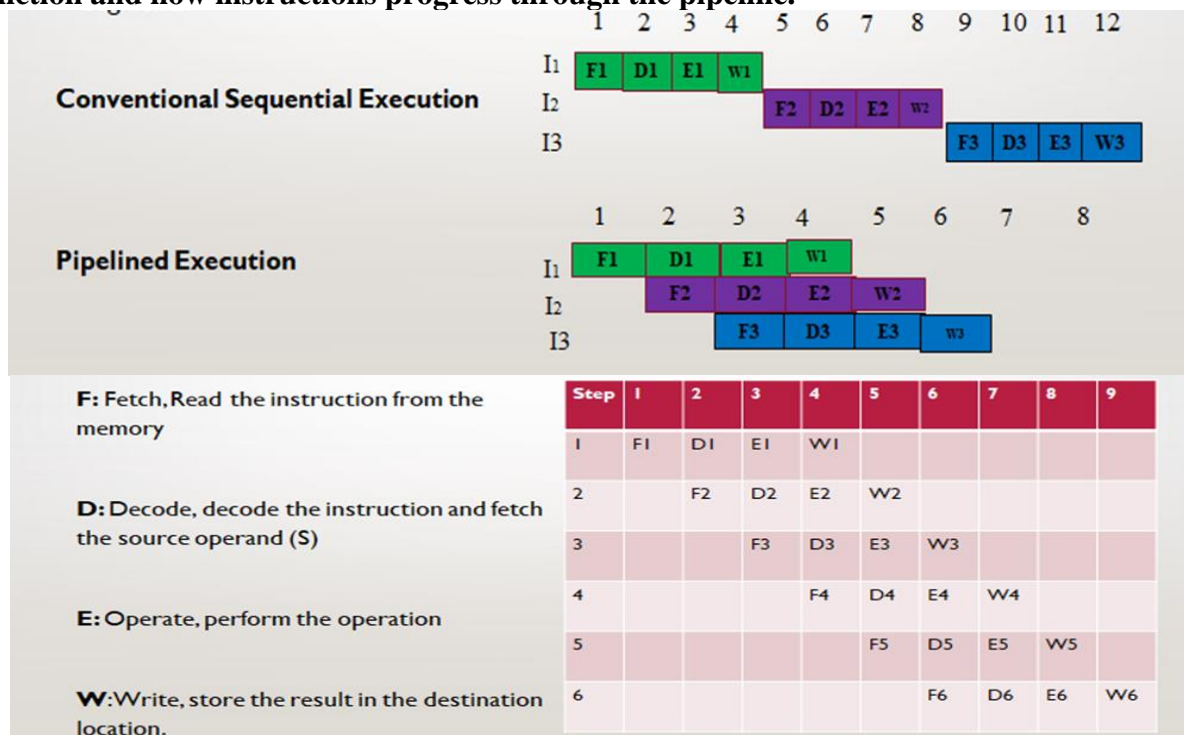 and how instructions progress through the pipeline.
1 2 3 4 5 6 7 8 9 10 11 12
Conventional Sequential Execution
I1 F1 D1 E1 W1
I2 F2 D2 E2 W2
I3 F3 D3 E3 W3
1 2 3 4 5 6 7 8
Pipelined Execution
I1 F1 D1 E1 W1
I2 F2 D2 E2 W2
I3 F3 D3 E3 W3
F: Fetch, Read the instruction from the
memory
D: Decode, decode the instruction and fetch
the source operand (S)
E: Operate, perform the operation
W:Write, store the result in the destination
location.
Step 1 2 3 4 5 6 7 8 9
1 F1 D1 E1 W1
2 F2 D2 E2 W2
3 F3 D3 E3 W3
4 F4 D4 E4 W4
5 F5 D5 E5 W5
6 F6 D6 E6 W6